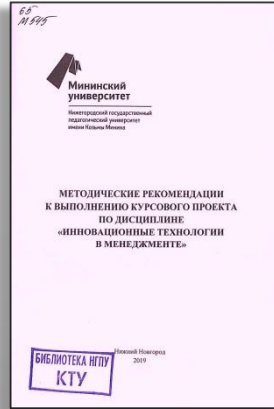 65
М 545
Мининский
университет
Нижегородский государственный
педагогический университет
имени Козьмы Минина
МЕТОДИЧЕСКИЕ РЕКОМЕНДАЦИИ
К ВЫПОЛНЕНИЮ КУРСОВОГО ПРОЕКТА
ПО ДИСЦИПЛИНЕ
«ИННОВАЦИОННЫЕ ТЕХНОЛОГИИ
В МЕНЕДЖМЕНТЕ»
Нижний Новгород
2019
БИБЛИОТЕКА НГПУ
КТУ